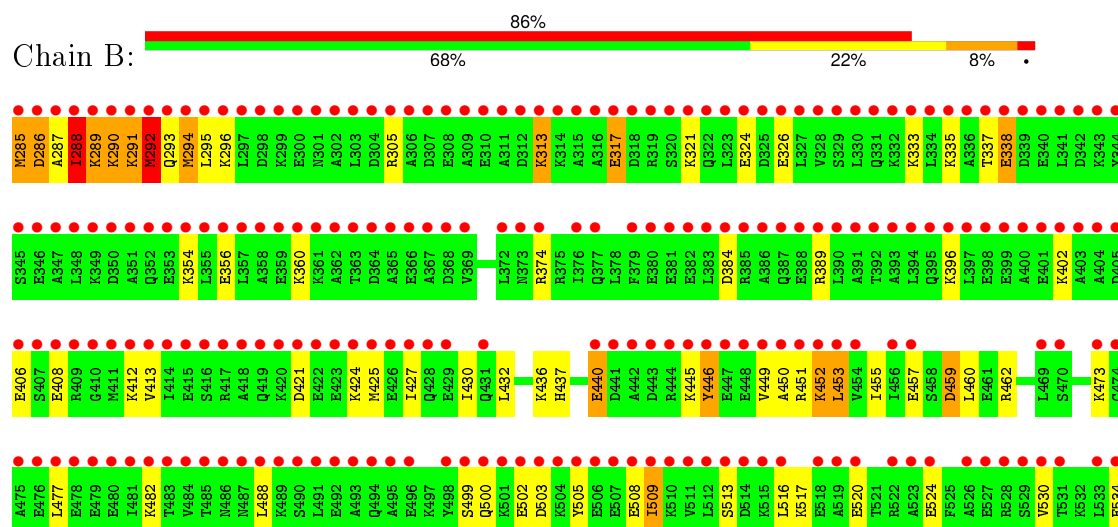 86%
Chain B:
68% 22% 8% •
M285 D286 A287 I288 K289 D290 K291 M292 Q293 M294 L295 K296 L297 D298 K299 E300 N301 A302 L303 D304 R305 A306 D307 E308 A309 E310 A311 D312 K313 K314 A315 A316 E317 D318 R319 S320 K321 Q322 L323 E324 D325 E326 L327 V328 S329 L330 Q331 K332 K333 L334 K335 A336 T337 E338 D339 E340 L341 D342 K343 Y344
S345 E346 A347 L348 K349 D350 A351 Q352 E353 K354 L355 E356 L357 A358 E359 K360 K361 A362 T363 D364 A365 E366 A367 D368 V369 L372 N373 R374 R375 I376 Q377 L378 F379 E380 E381 E382 L383 D384 R385 A386 Q387 E388 R389 L390 A391 T392 A393 L394 Q395 K396 L397 E398 E399 A400 E401 K402 A403 A404 D405
E406 S407 E408 R409 G410 M411 K412 V413 I414 E415 S416 R417 A418 Q419 K420 D421 E422 E423 K424 M425 E426 I427 Q428 E429 I430 Q431 L432 K436 H437 E440 D441 A442 D443 R444 K445 Y446 E447 E448 V449 A450 R451 K452 L453 V454 I455 I456 E457 S458 D459 L460 E461 R462 L469 S470 K473 C474
A475 E476 L477 E478 E479 E480 I481 K482 T483 V484 T485 N486 N487 L488 K489 S490 L491 E492 A493 Q494 A495 E496 K497 Y498 S499 Q500 K501 E502 D503 K504 Y505 E506 E507 E508 I509 K510 V511 L512 S513 D514 K515 L516 K517 E518 A519 E520 T521 R522 A523 E524 F525 A526 E527 R528 S529 V530 T531 K532 L533 E534